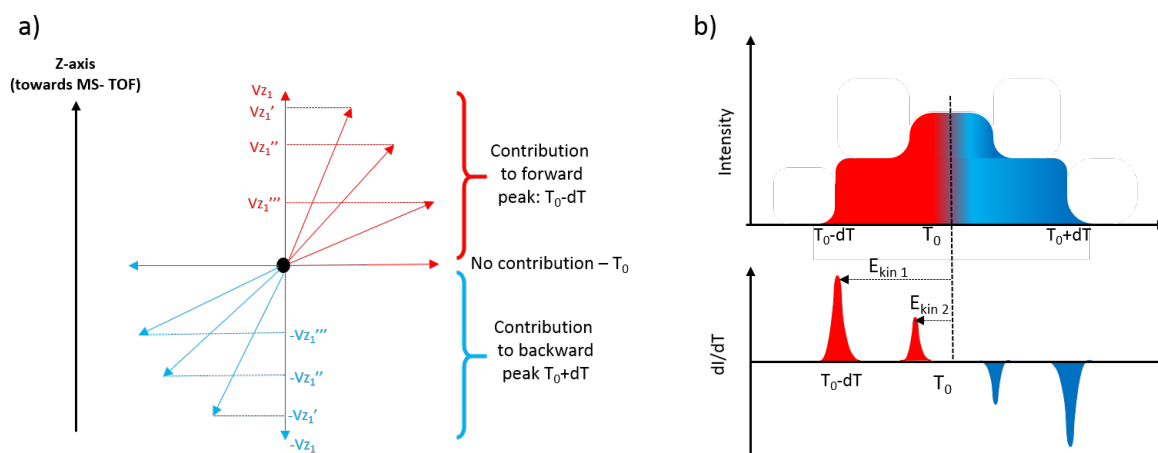 a)
Z-axis
(towards MS- TOF)
Vz₁
Vz₁'
Vz₁''
Vz₁'''
Contribution
to forward
peak: T₀-dT
No contribution – T₀
-Vz₁'''
-Vz₁''
-Vz₁'
-Vz₁
Contribution
to backward
peak T₀+dT
b)
Intensity
T₀-dT
T₀
T₀+dT
E kin 1
E kin 2
dI/dT
T₀-dT
T₀